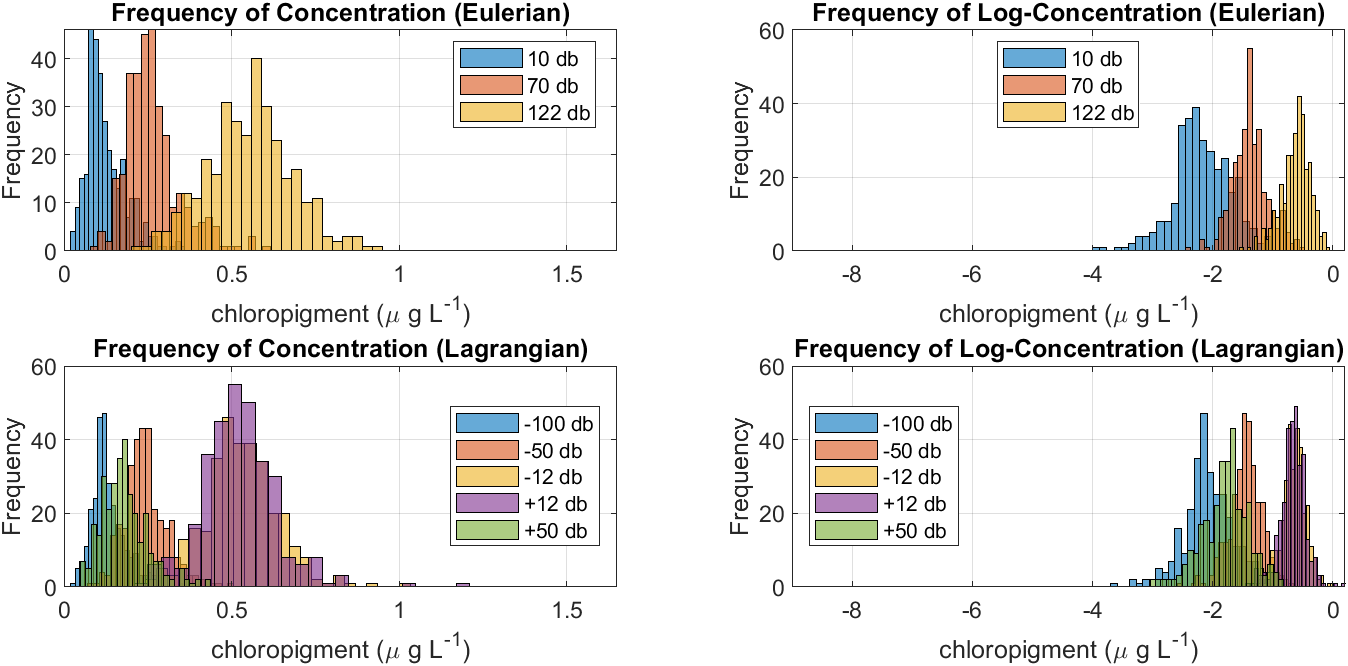 Frequency of Concentration (Eulerian)
Frequency
40
30
20
10
0
0 0.5 1 1.5
chloropigment (μ g L-1)
10 db
70 db
122 db
Frequency of Log-Concentration (Eulerian)
Frequency
60
40
20
0
-8 -6 -4 -2 0
chloropigment (μ g L-1)
10 db
70 db
122 db
Frequency of Concentration (Lagrangian)
Frequency
60
40
20
0
0 0.5 1 1.5
chloropigment (μ g L-1)
-100 db
-50 db
-12 db
+12 db
+50 db
Frequency of Log-Concentration (Lagrangian)
Frequency
60
40
20
0
-8 -6 -4 -2 0
chloropigment (μ g L-1)
-100 db
-50 db
-12 db
+12 db
+50 db